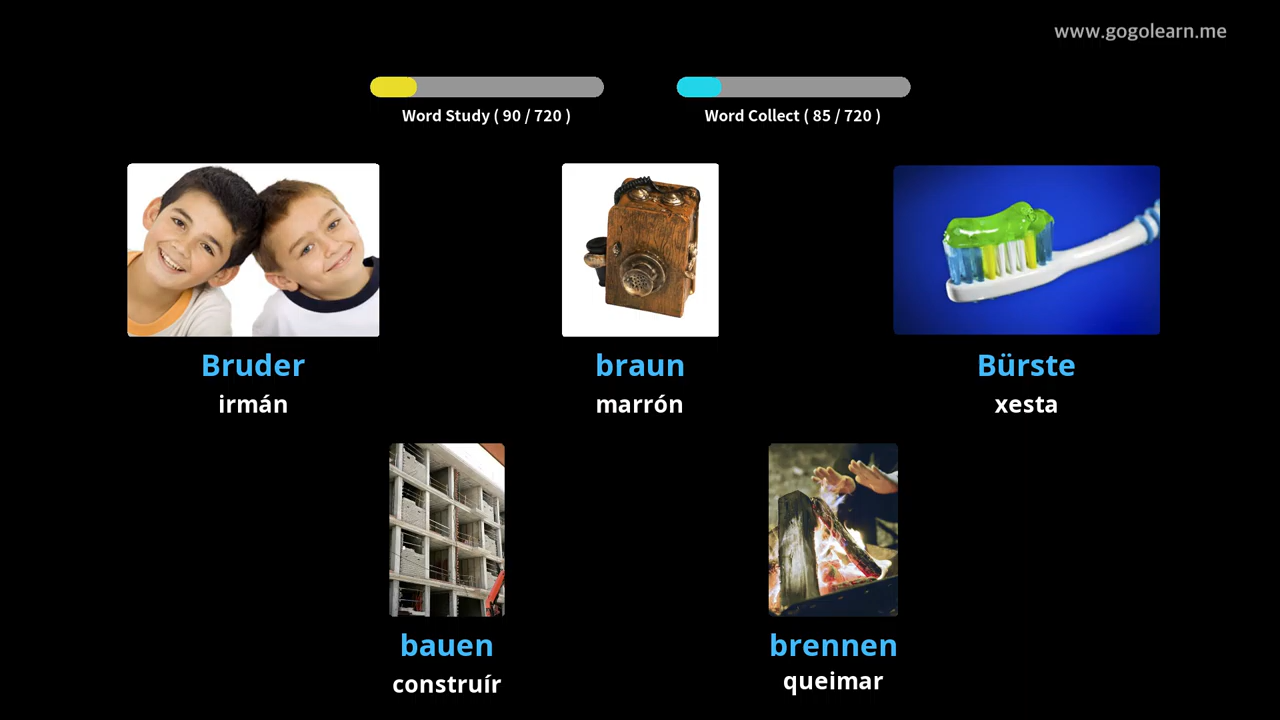 www.gogolearn.me
Word Study ( 90 / 720 )
Word Collect ( 85 / 720 )
Bruder
irmán
braun
marrón
Bürste
xesta
bauen
construír
brennen
queimar